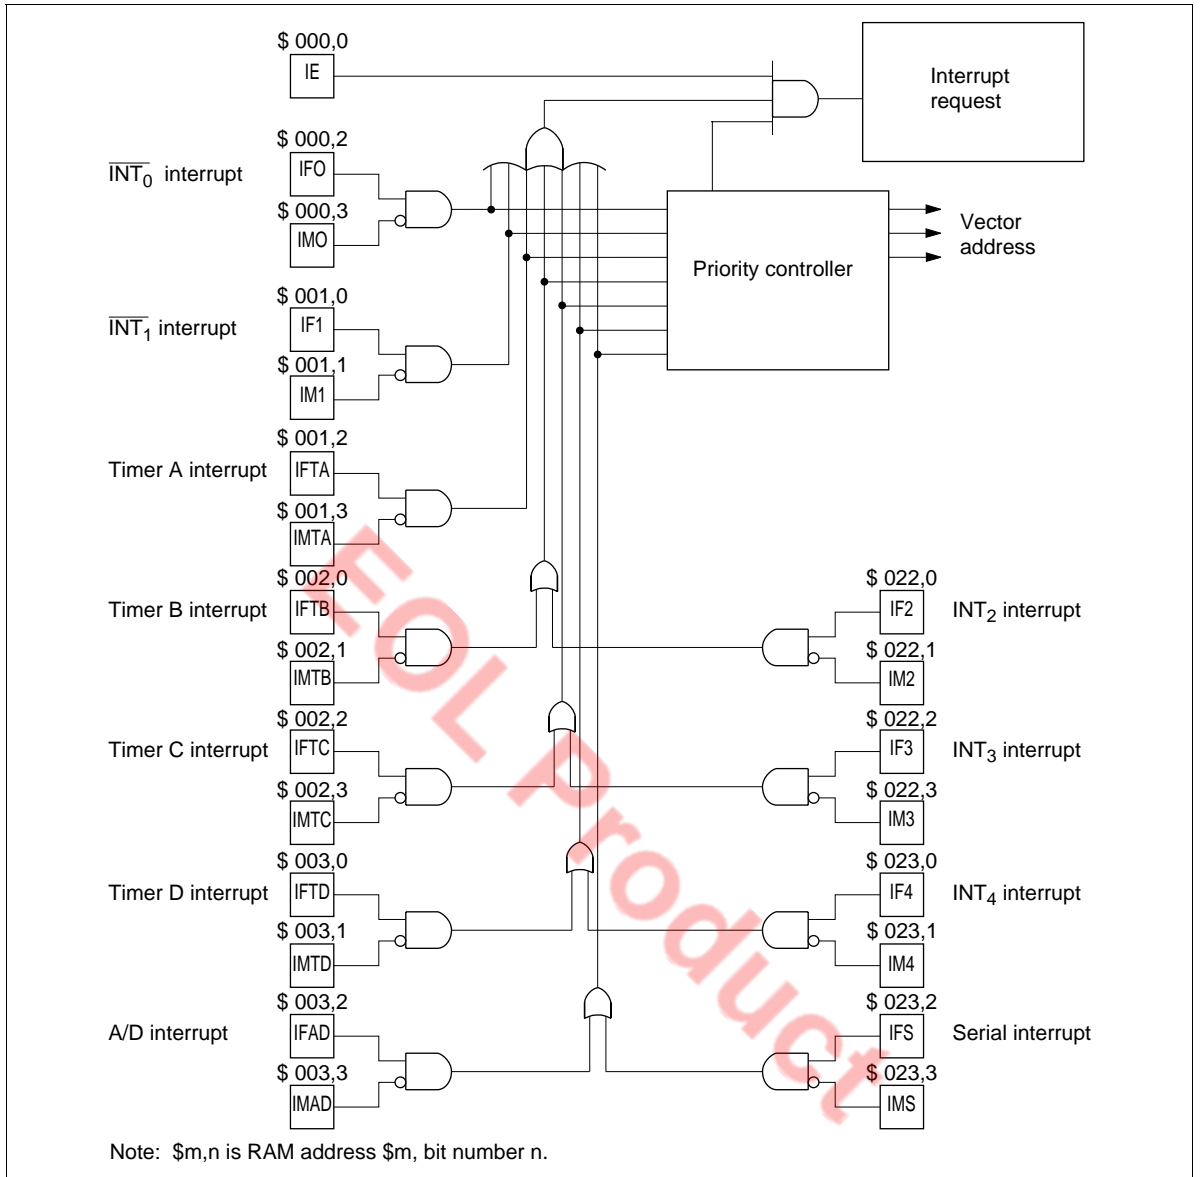 $ 000,0
IE
Interrupt
request
$ 000,2
INT0 interrupt
IFO
$ 000,3
IMO
Vector
address
Priority controller
$ 001,0
INT1 interrupt
IF1
$ 001,1
IM1
$ 001,2
Timer A interrupt
IFTA
$ 001,3
IMTA
$ 002,0
Timer B interrupt
IFTB
$ 002,1
IMTB
$ 022,0
IF2
INT2 interrupt
$ 022,1
IM2
$ 002,2
Timer C interrupt
IFTC
$ 002,3
IMTC
$ 022,2
IF3
INT3 interrupt
$ 022,3
IM3
$ 003,0
Timer D interrupt
IFTD
$ 003,1
IMTD
$ 023,0
IF4
INT4 interrupt
$ 023,1
IM4
$ 003,2
A/D interrupt
IFAD
$ 003,3
IMAD
$ 023,2
IFS
Serial interrupt
$ 023,3
IMS
EOL Product
Note: $m,n is RAM address $m, bit number n.